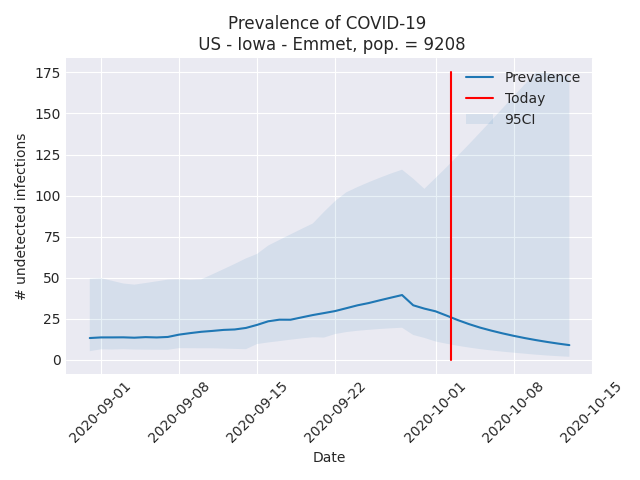 Prevalence of COVID-19
US - Iowa - Emmet, pop. = 9208
Prevalence
Today
95CI
175
150
125
100
75
50
25
0
# undetected infections
2020-09-01
2020-09-08
2020-09-15
2020-09-22
2020-10-01
2020-10-08
2020-10-15
Date